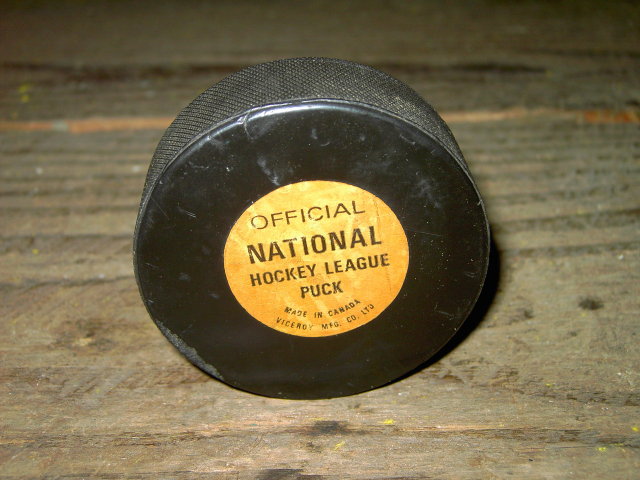 OFFICIAL
NATIONAL
HOCKEY LEAGUE
PUCK
MADE IN CANADA
VICEROY MFG. CO. LTD